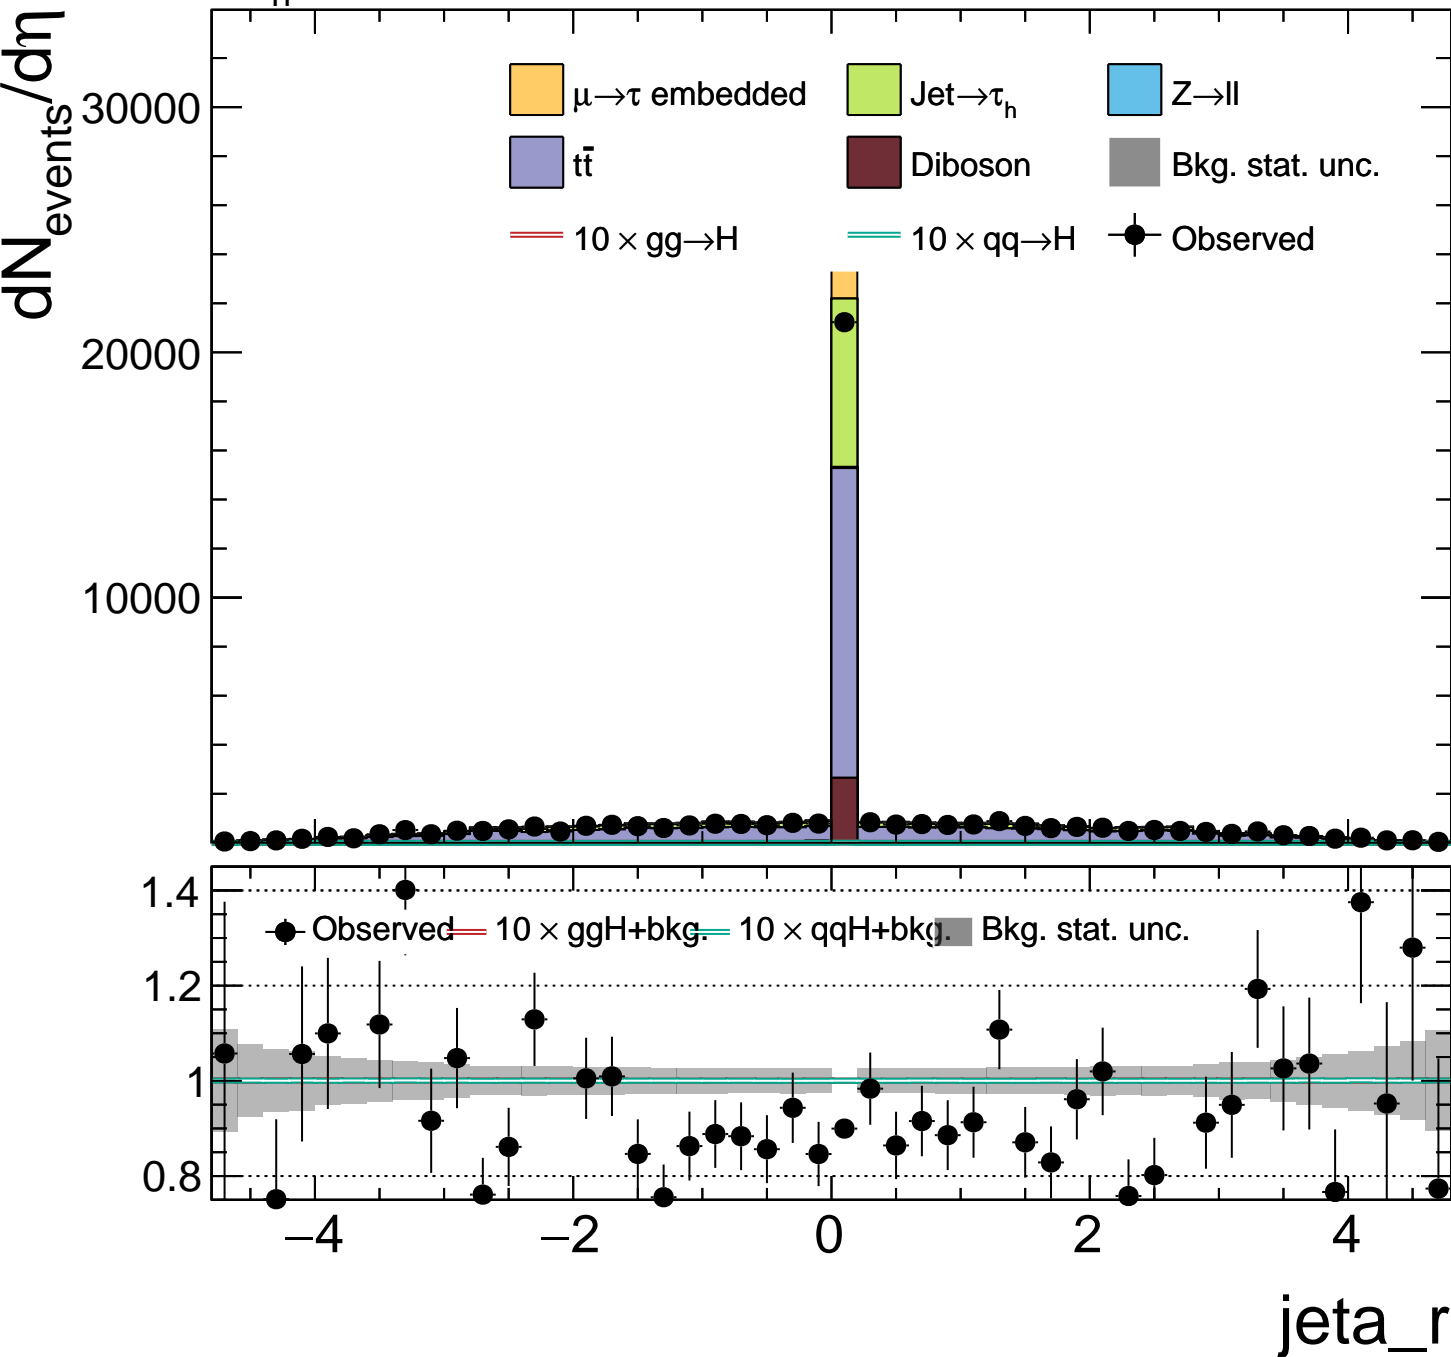 dN_events/dη
30000
20000
10000
μ→τ embedded
Jet→τ_h
Z→ll
tt̄
Diboson
Bkg. stat. unc.
10 × gg→H
10 × qq→H
Observed
1.4
1.2
1
0.8
Observed
10 × ggH+bkg.
10 × qqH+bkg.
Bkg. stat. unc.
−4
−2
0
2
4
jeta_r